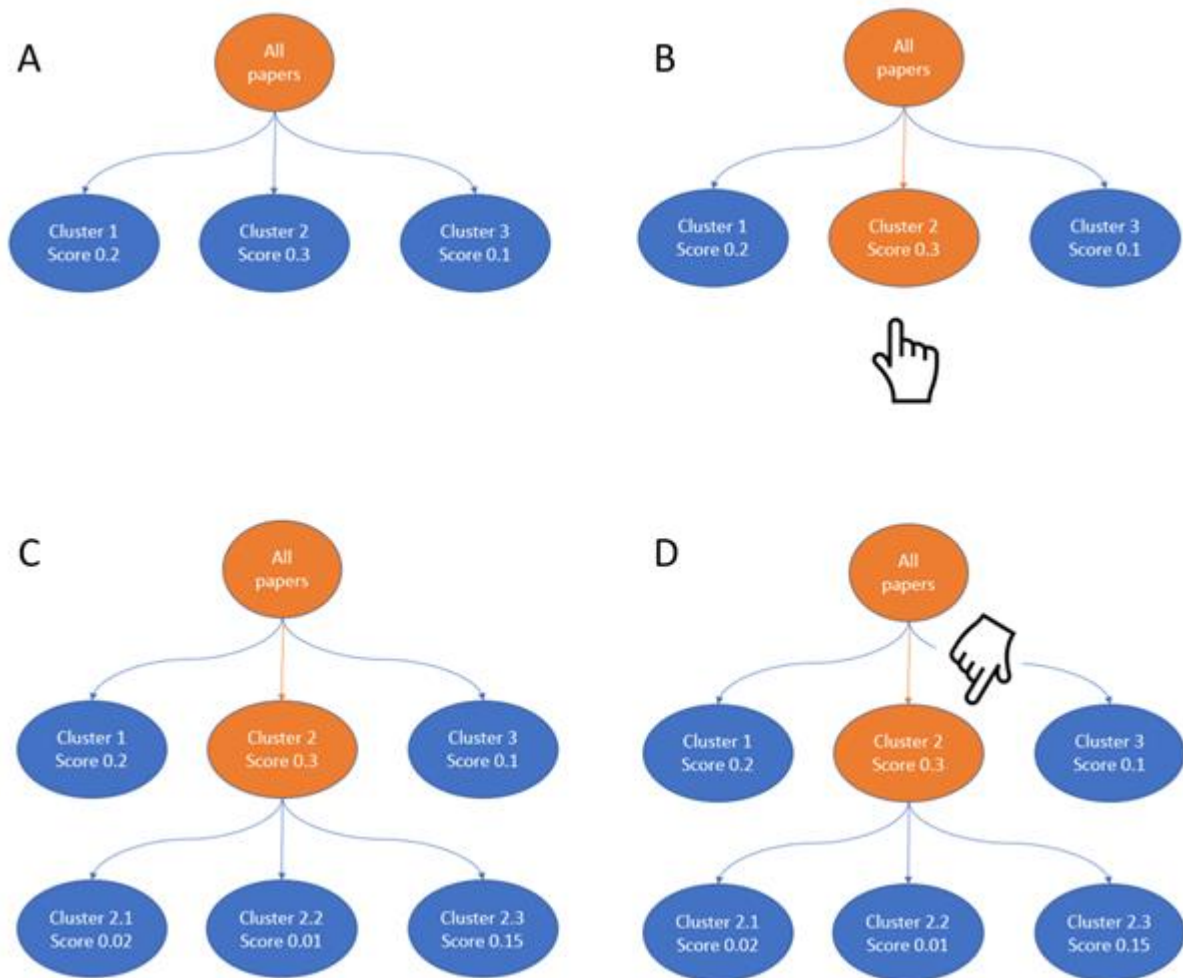 A
All
papers
Cluster 1
Score 0.2
Cluster 2
Score 0.3
Cluster 3
Score 0.1
B
All
papers
Cluster 1
Score 0.2
Cluster 2
Score 0.3
Cluster 3
Score 0.1
C
All
papers
Cluster 1
Score 0.2
Cluster 2
Score 0.3
Cluster 3
Score 0.1
Cluster 2.1
Score 0.02
Cluster 2.2
Score 0.01
Cluster 2.3
Score 0.15
D
All
papers
Cluster 1
Score 0.2
Cluster 2
Score 0.3
Cluster 3
Score 0.1
Cluster 2.1
Score 0.02
Cluster 2.2
Score 0.01
Cluster 2.3
Score 0.15